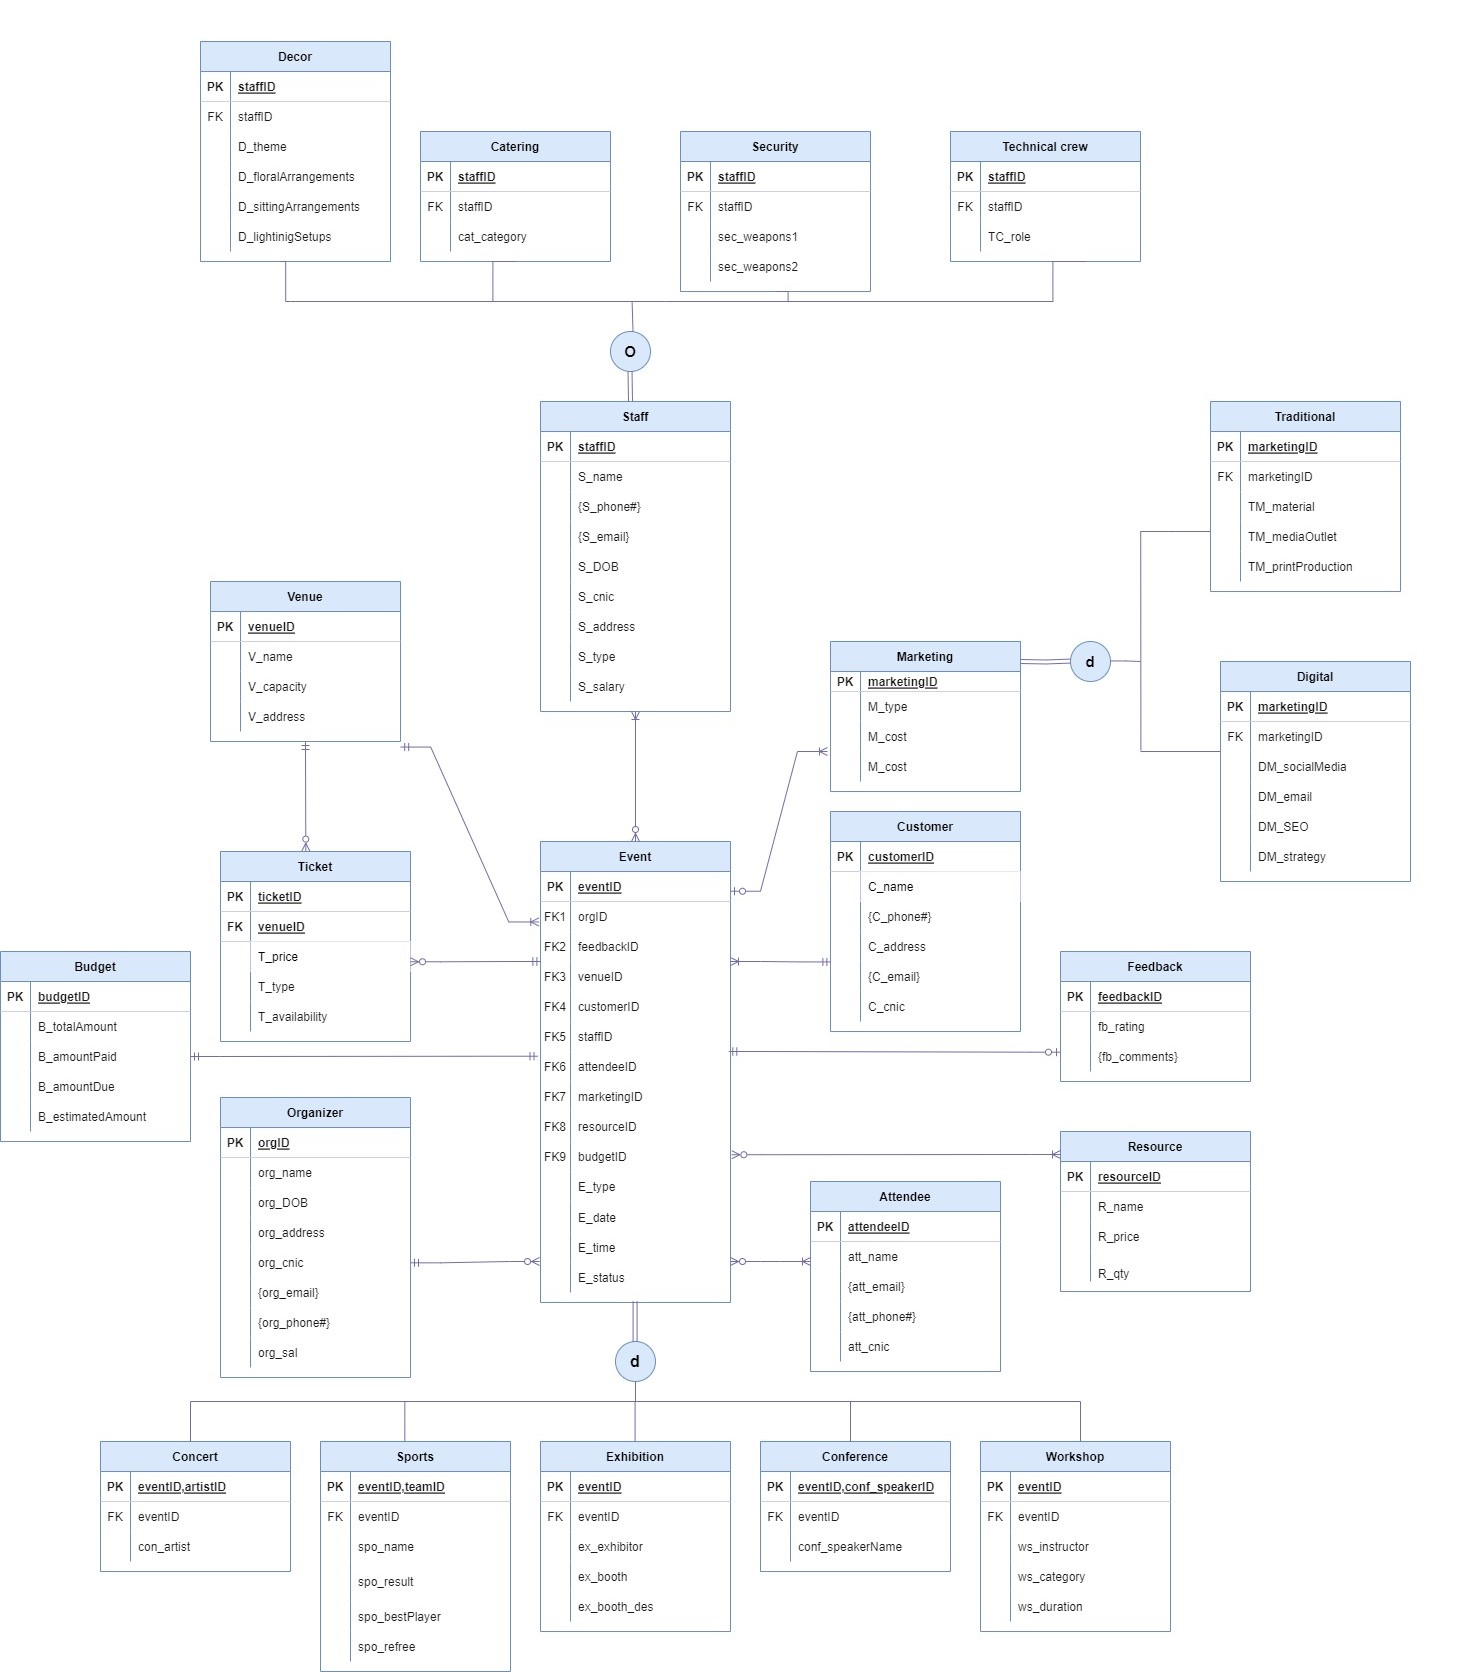 Decor
PK staffID
FK staffID
D_theme
D_floralArrangements
D_sittingArrangements
D_lightinigSetups
Catering
PK staffID
FK staffID
cat_category
Security
PK staffID
FK staffID
sec_weapons1
sec_weapons2
Technical crew
PK staffID
FK staffID
TC_role
O
Staff
PK staffID
S_name
{S_phone#}
{S_email}
S_DOB
S_cnic
S_address
S_type
S_salary
Traditional
PK marketingID
FK marketingID
TM_material
TM_mediaOutlet
TM_printProduction
Venue
PK venueID
V_name
V_capacity
V_address
Marketing
PK marketingID
M_type
M_cost
M_cost
d
Digital
PK marketingID
FK marketingID
DM_socialMedia
DM_email
DM_SEO
DM_strategy
Customer
PK customerID
C_name
{C_phone#}
C_address
{C_email}
C_cnic
Ticket
PK ticketID
FK venueID
T_price
T_type
T_availability
Event
PK eventID
FK1 orgID
FK2 feedbackID
FK3 venueID
FK4 customerID
FK5 staffID
FK6 attendeeID
FK7 marketingID
FK8 resourceID
FK9 budgetID
E_type
E_date
E_time
E_status
Budget
PK budgetID
B_totalAmount
B_amountPaid
B_amountDue
B_estimatedAmount
Feedback
PK feedbackID
fb_rating
{fb_comments}
Organizer
PK orgID
org_name
org_DOB
org_address
org_cnic
{org_email}
{org_phone#}
org_sal
Resource
PK resourceID
R_name
R_price
R_qty
Attendee
PK attendeeID
att_name
{att_email}
{att_phone#}
att_cnic
d
Concert
PK eventID,artistID
FK eventID
con_artist
Sports
PK eventID,teamID
FK eventID
spo_name
spo_result
spo_bestPlayer
spo_refree
Exhibition
PK eventID
FK eventID
ex_exhibitor
ex_booth
ex_booth_des
Conference
PK eventID,conf_speakerID
FK eventID
conf_speakerName
Workshop
PK eventID
FK eventID
ws_instructor
ws_category
ws_duration